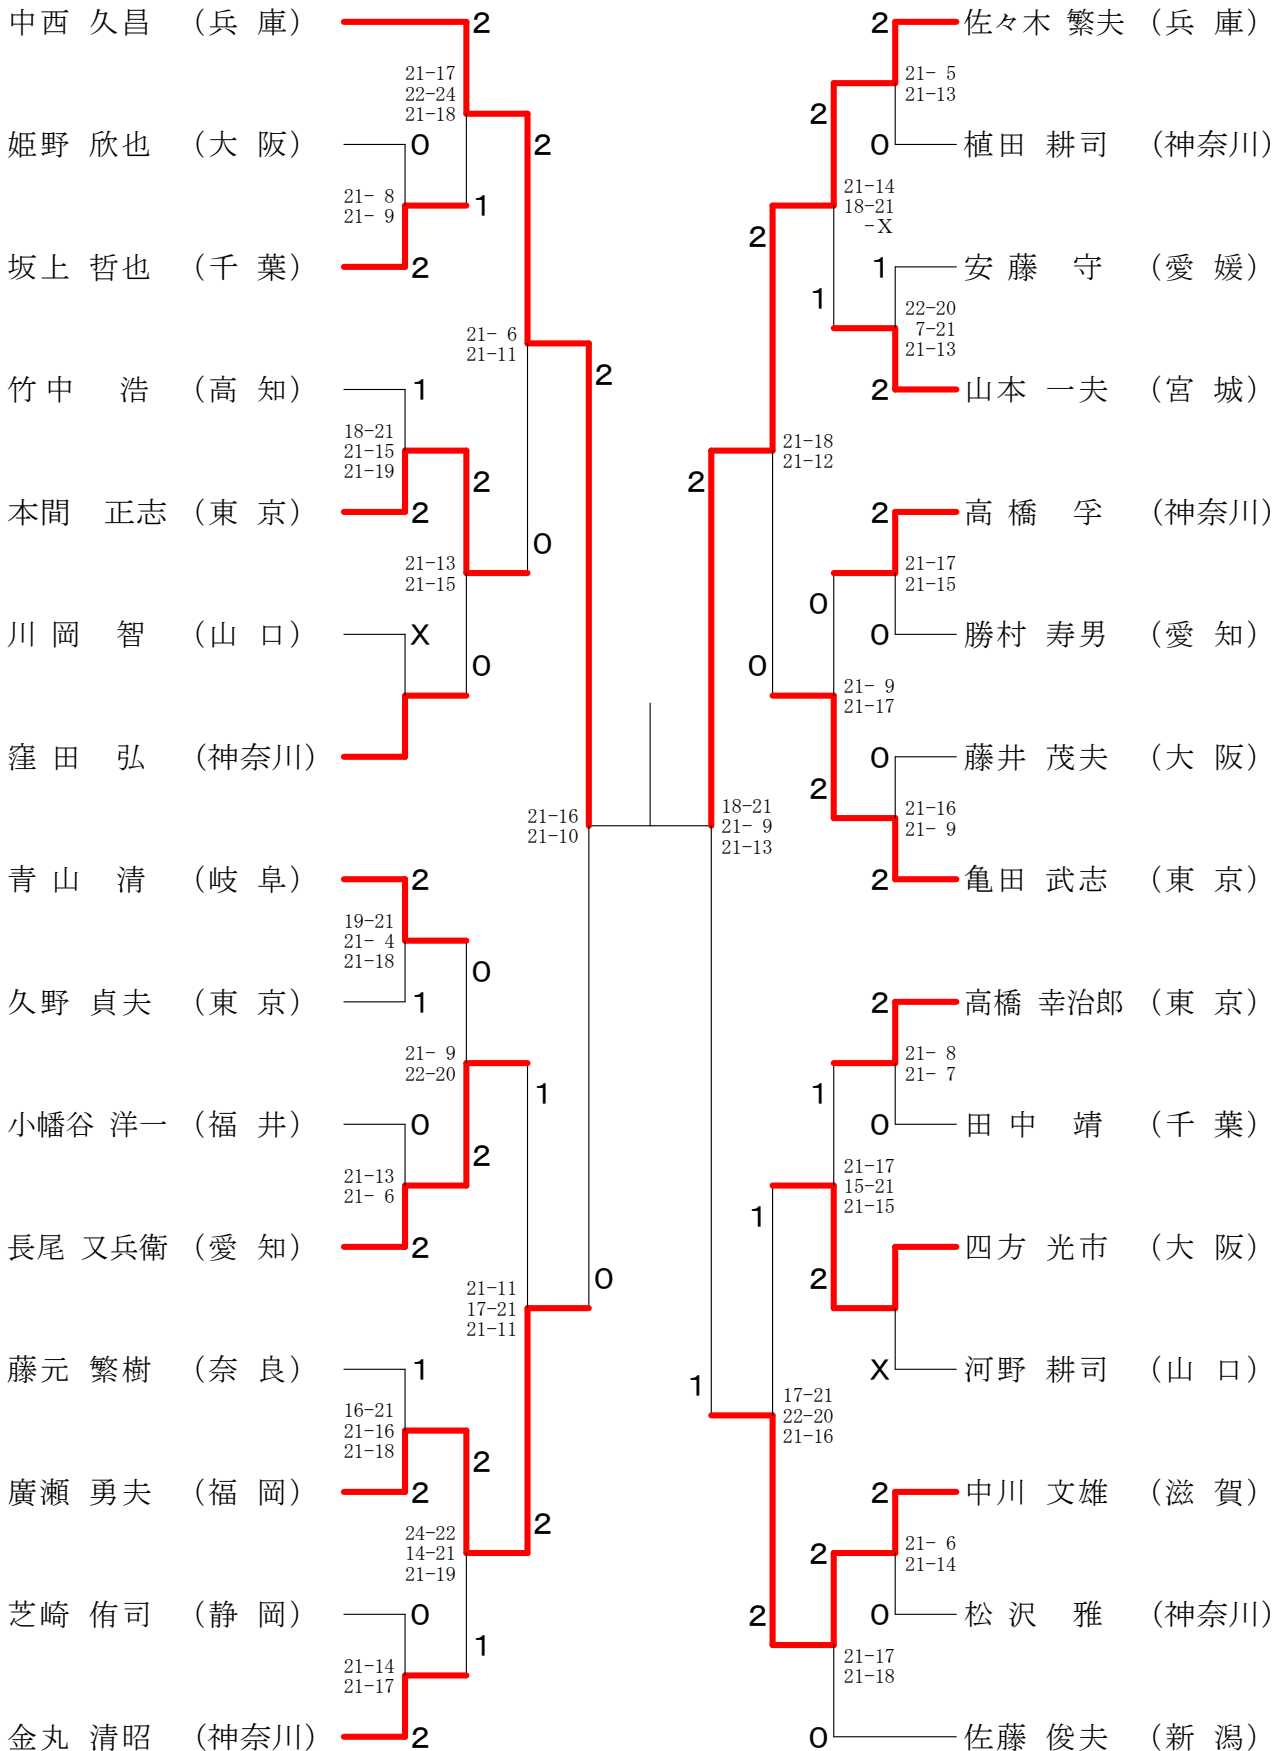 中西 久昌 （兵 庫） 2
21-17
22-24
21-18
姫野 欣也 （大 阪） 0
2
21- 8
21- 9
1
坂上 哲也 （千 葉） 2
21- 6
21-11
2
竹中 浩 （高 知） 1
18-21
21-15
21-19
2
本間 正志 （東 京） 2
0
21-13
21-15
川岡 智 （山 口） X
0
窪田 弘 （神奈川）
21-16
21-10
青山 清 （岐 阜） 2
19-21
21- 4
21-18
0
久野 貞夫 （東 京） 1
21- 9
22-20
1
小幡谷 洋一 （福 井） 0
2
21-13
21- 6
長尾 又兵衛 （愛 知） 2
0
21-11
17-21
21-11
藤元 繁樹 （奈 良） 1
16-21
21-16
21-18
2
廣瀬 勇夫 （福 岡） 2
2
24-22
14-21
21-19
芝崎 侑司 （静 岡） 0
1
21-14
21-17
金丸 清昭 （神奈川） 2
2 佐々木 繁夫 （兵 庫）
21- 5
21-13
2
0 植田 耕司 （神奈川）
21-14
18-21
-X
2
1 安藤 守 （愛 媛）
1
22-20
7-21
21-13
2 山本 一夫 （宮 城）
21-18
21-12
2
2 高橋 孚 （神奈川）
21-17
21-15
0
0 勝村 寿男 （愛 知）
0
21- 9
21-17
0 藤井 茂夫 （大 阪）
2
21-16
21- 9
18-21
21- 9
21-13
2 亀田 武志 （東 京）
2 高橋 幸治郎 （東 京）
21- 8
21- 7
1
0 田中 靖 （千 葉）
21-17
15-21
21-15
1
四方 光市 （大 阪）
2
X 河野 耕司 （山 口）
1
17-21
22-20
21-16
2 中川 文雄 （滋 賀）
21- 6
21-14
2
0 松沢 雅 （神奈川）
2
21-17
21-18
0 佐藤 俊夫 （新 潟）